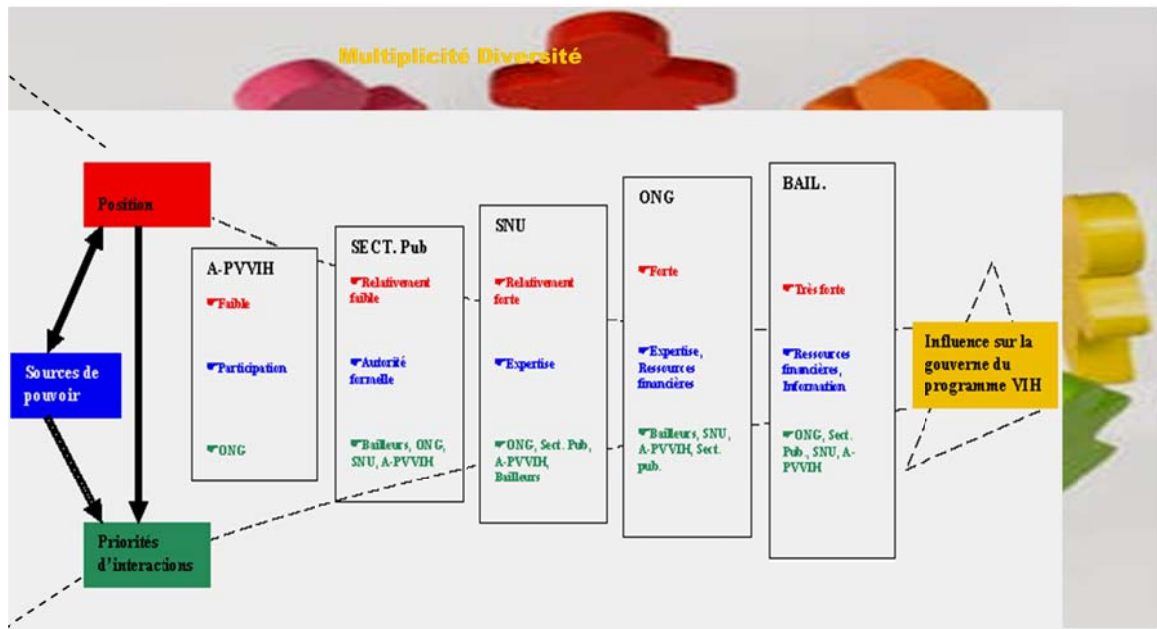 Multiplicité Diversité
Position
Sources de
pouvoir
Priorités
d'interactions
A-PVVIH
☛Faible
☛Participation
☛ONG
SECT. Pub
☛Relativement
faible
☛Autorité
formelle
☛Bailleurs, ONG,
SNU, A-PVVIH
SNU
☛Relativement
forte
☛Expertise
☛ONG, Sect. Pub,
A-PVVIH,
Bailleurs
ONG
☛Forte
☛Expertise,
Ressources
financières
☛Bailleurs, SNU,
A-PVVIH, Sect.
pub.
BAIL.
☛Très forte
☛Ressources
financières,
Information
☛ONG, Sect.
Pub., SNU, A-
PVVIH
Influence sur la
gouverne du
programme VIH